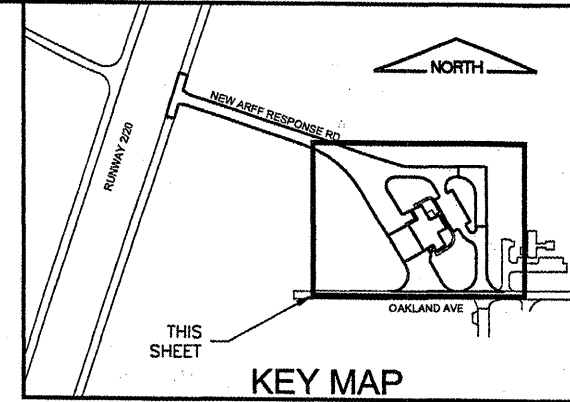 NORTH
NEW ARFF RESPONSE RD
RUNWAY 2/20
OAKLAND AVE
THIS
SHEET
KEY MAP